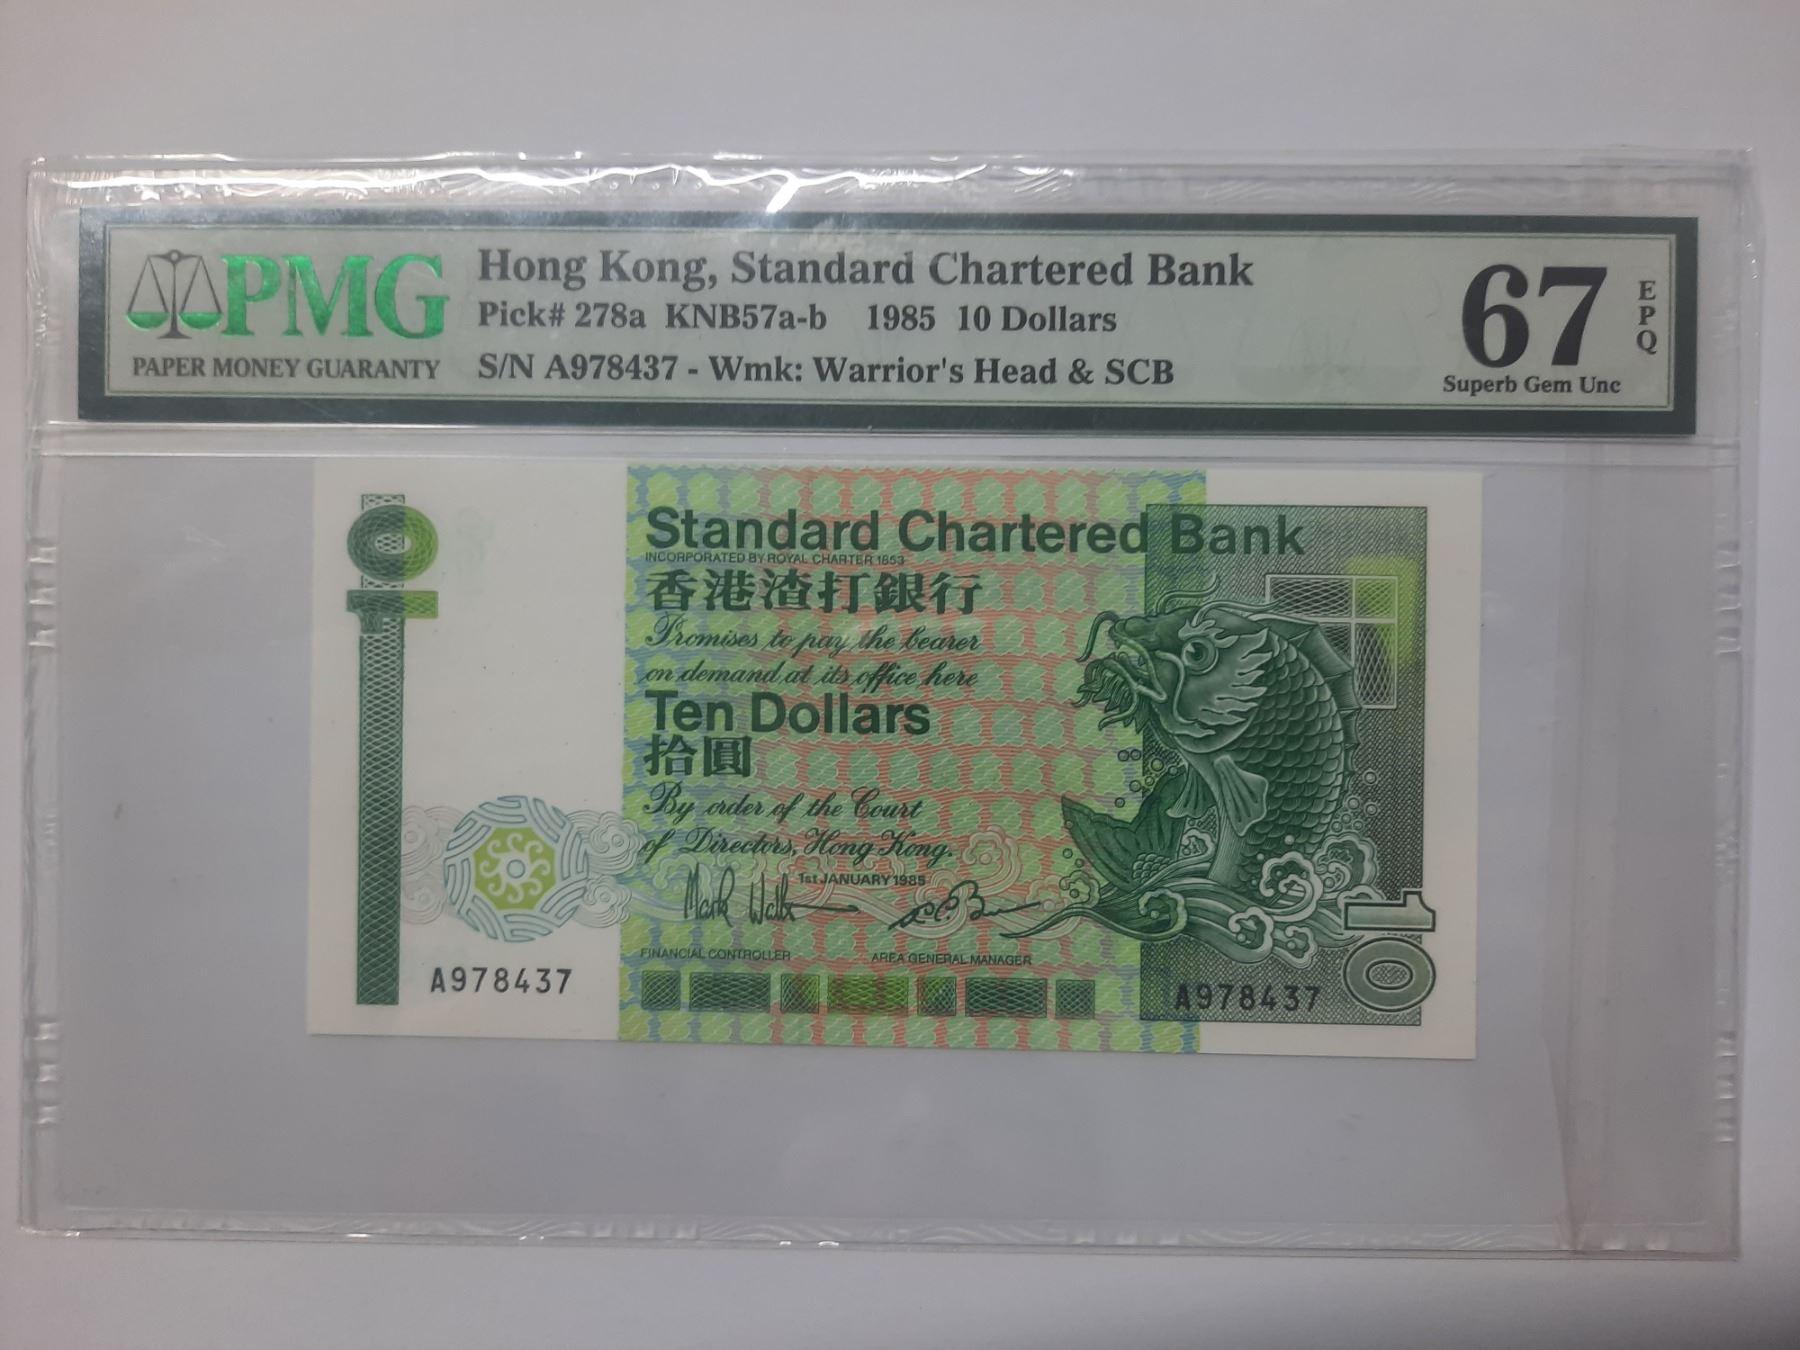 PMG
PAPER MONEY GUARANTY
Hong Kong, Standard Chartered Bank
Pick# 278a KNB57a-b 1985 10 Dollars
S/N A978437 - Wmk: Warrior's Head & SCB
67
EPQ
Superb Gem Unc
10
Standard Chartered Bank
INCORPORATED BY ROYAL CHARTER 1853
香港渣打銀行
Promises to pay the bearer
on demand at its office here
Ten Dollars
拾圓
By order of the Court
of Directors, Hong Kong.
1st JANUARY 1985
FINANCIAL CONTROLLER
AREA GENERAL MANAGER
A978437
A978437
10